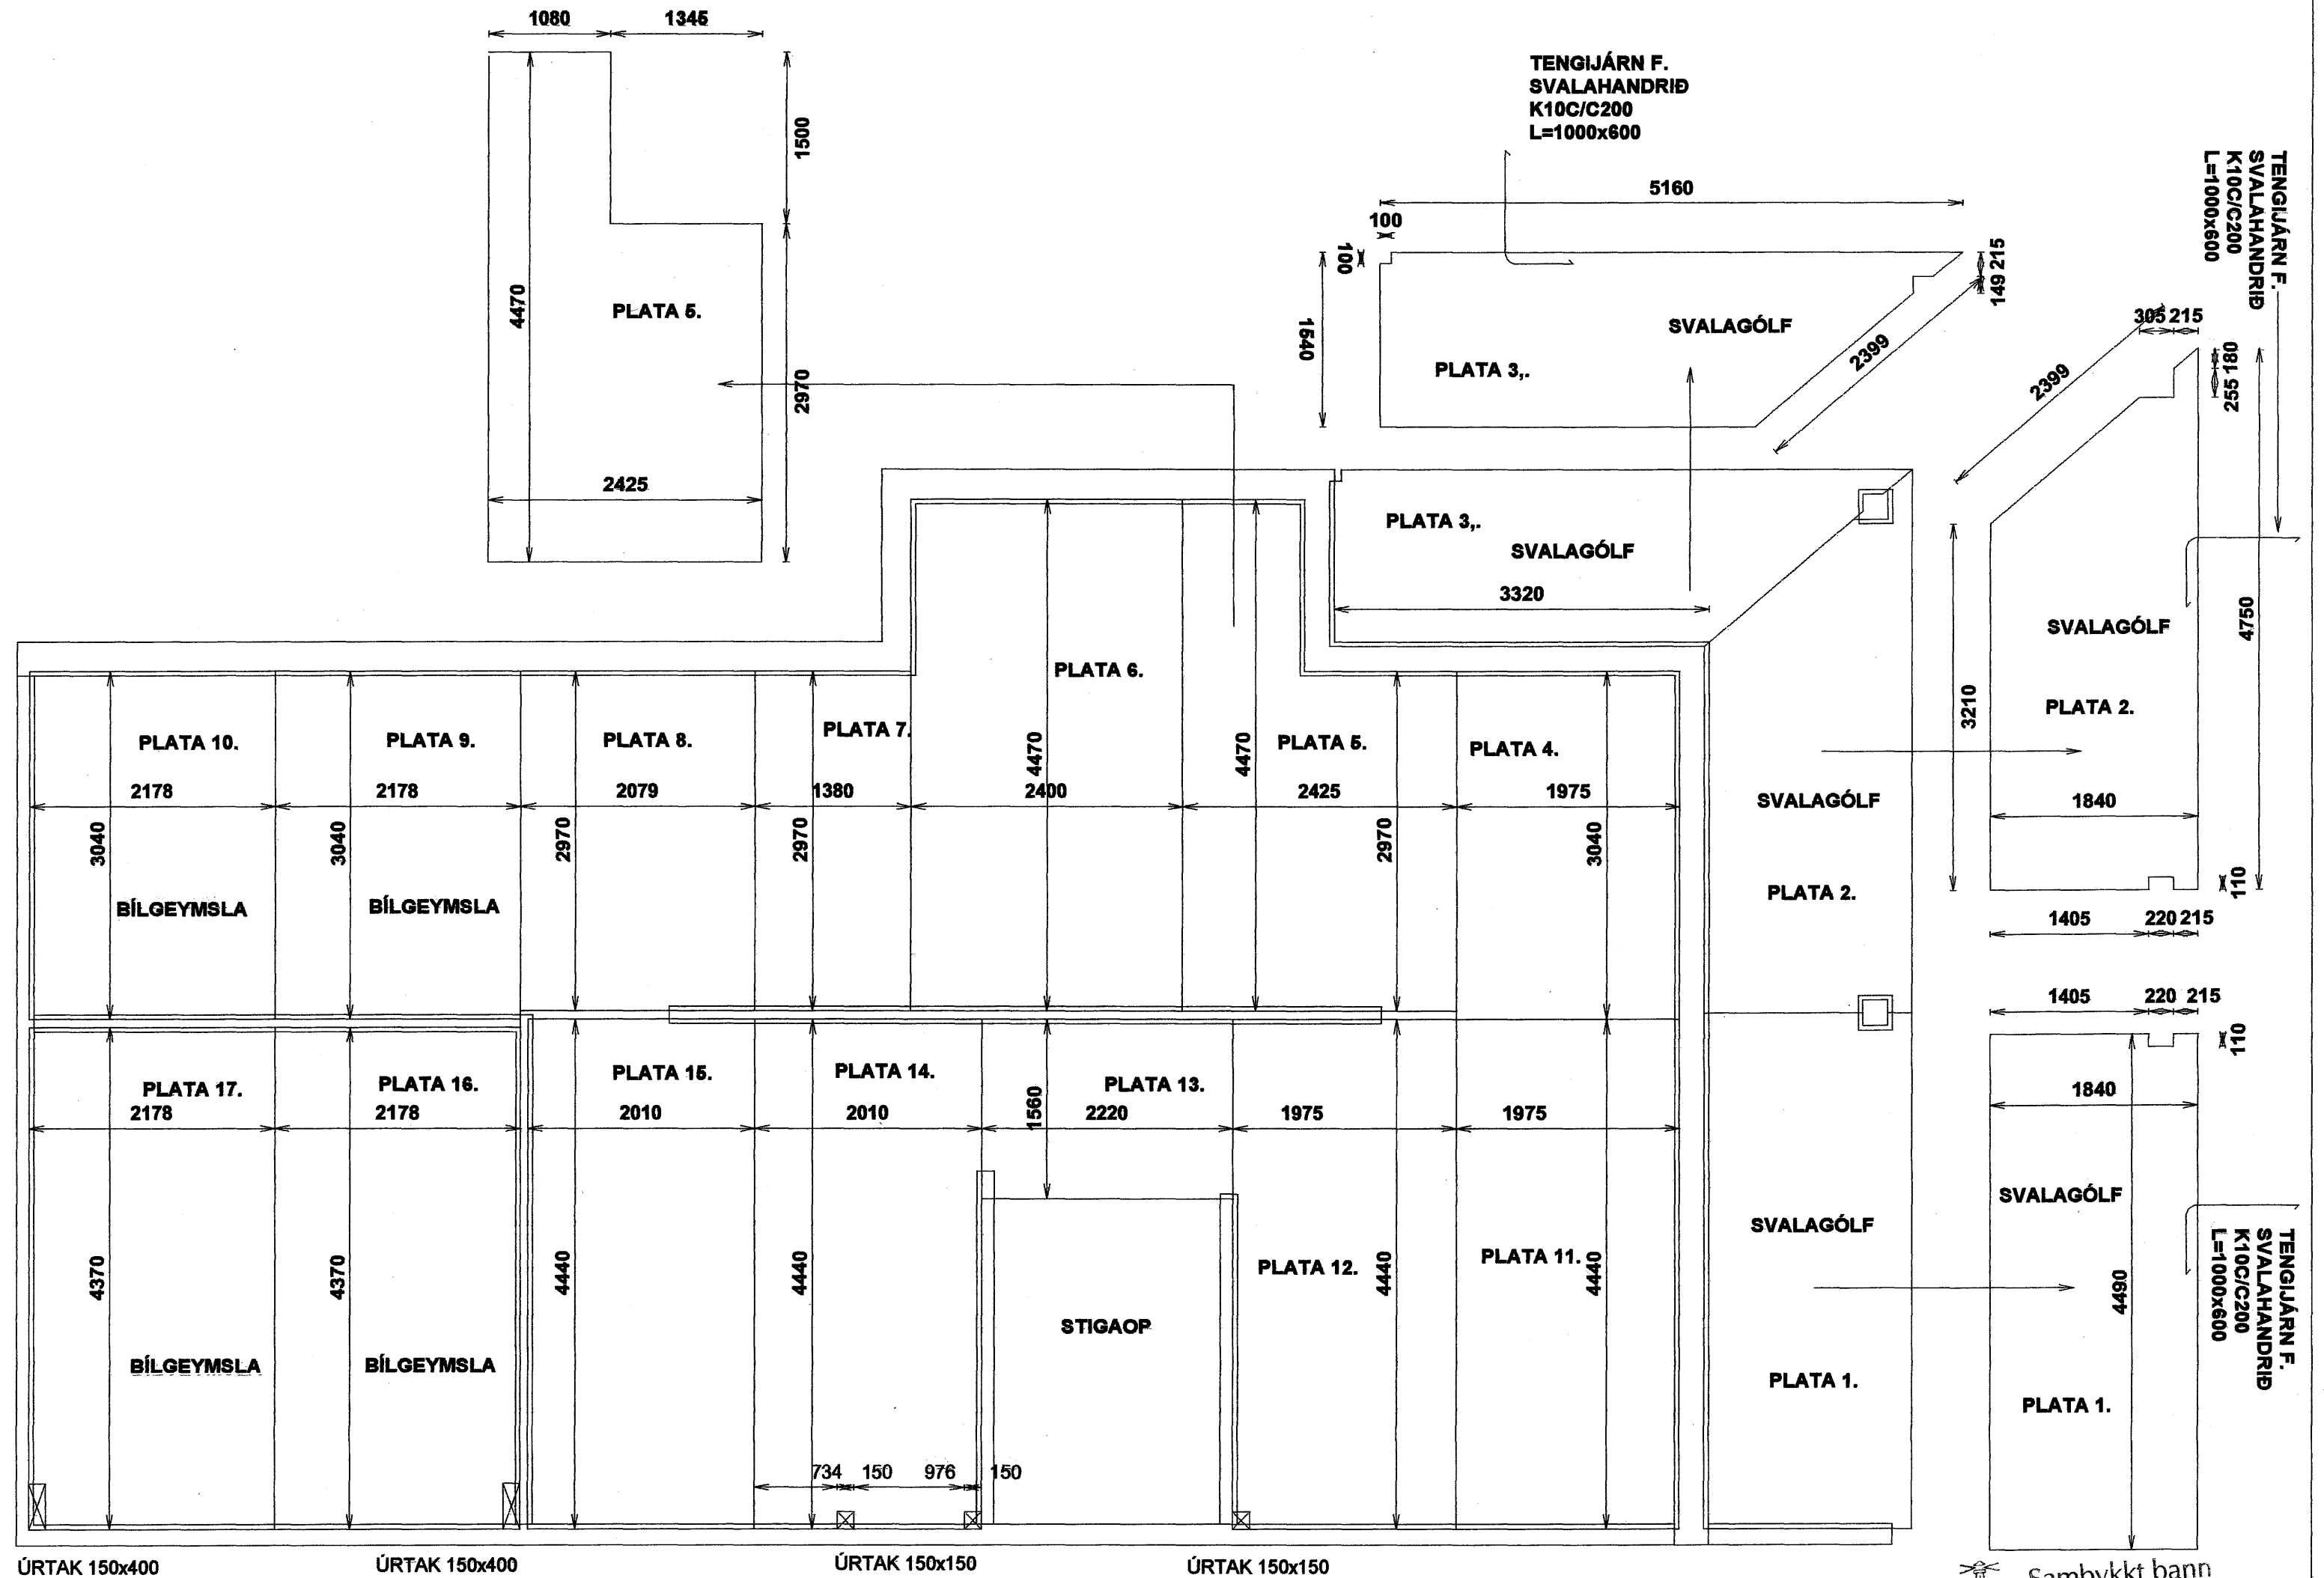 1080 1345
1500
4470
PLATA 5.
2970
2425
TENGIJÁRN F.
SVALAHANDRIÐ
K10C/C200
L=1000x600
5160
100
100
215
149
1540
SVALAGÓLF
PLATA 3,.
2399
TENGIJÁRN F.
SVALAHANDRIÐ
K10C/C200
L=1000x600
305 215
180
255
2399
4750
SVALAGÓLF
3210
PLATA 2.
1840
110
1405 220 215
PLATA 3,.
SVALAGÓLF
3320
PLATA 6.
PLATA 10. PLATA 9. PLATA 8. PLATA 7. PLATA 5. PLATA 4.
4470 4470
2178 2178 2079 1380 2400 2425 1975
3040 3040 2970 2970 2970 3040
BÍLGEYMSLA BÍLGEYMSLA
SVALAGÓLF
PLATA 2.
1405 220 215
110
1840
PLATA 17. PLATA 16. PLATA 15. PLATA 14. PLATA 13.
2178 2178 2010 2010 1560 2220 1975 1975
SVALAGÓLF
SVALAGÓLF
4370 4370 4440 4440 PLATA 12. 4440 PLATA 11. 4440
4460
TENGIJÁRN F.
SVALAHANDRIÐ
K10C/C200
L=1000x600
STIGAOP
BÍLGEYMSLA BÍLGEYMSLA
PLATA 1.
PLATA 1.
734 150 976 150
ÚRTAK 150x400 ÚRTAK 150x400 ÚRTAK 150x150 ÚRTAK 150x150
Samþykkt þann